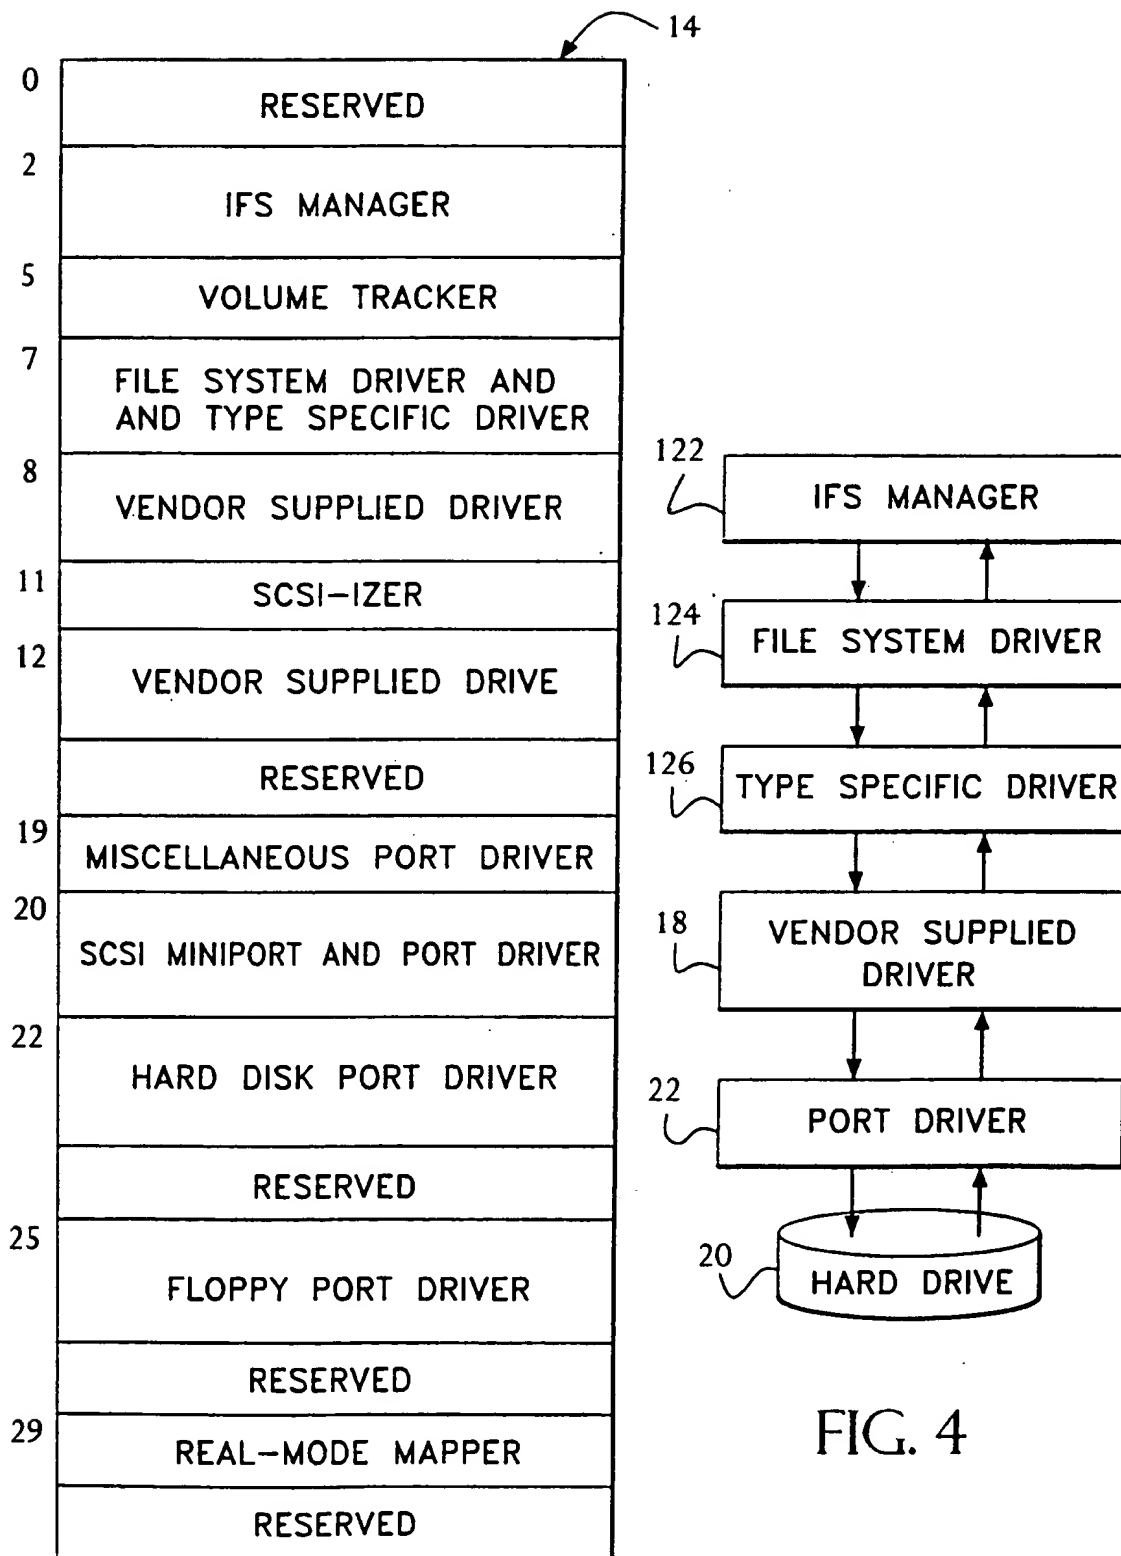 14
0
RESERVED
2
IFS MANAGER
5
VOLUME TRACKER
7
FILE SYSTEM DRIVER AND
AND TYPE SPECIFIC DRIVER
8
VENDOR SUPPLIED DRIVER
11
SCSI-IZER
12
VENDOR SUPPLIED DRIVE
RESERVED
19
MISCELLANEOUS PORT DRIVER
20
SCSI MINIPORT AND PORT DRIVER
22
HARD DISK PORT DRIVER
RESERVED
25
FLOPPY PORT DRIVER
RESERVED
29
REAL-MODE MAPPER
RESERVED
122
IFS MANAGER
124
FILE SYSTEM DRIVER
126
TYPE SPECIFIC DRIVER
18
VENDOR SUPPLIED
DRIVER
22
PORT DRIVER
20
HARD DRIVE
FIG. 4